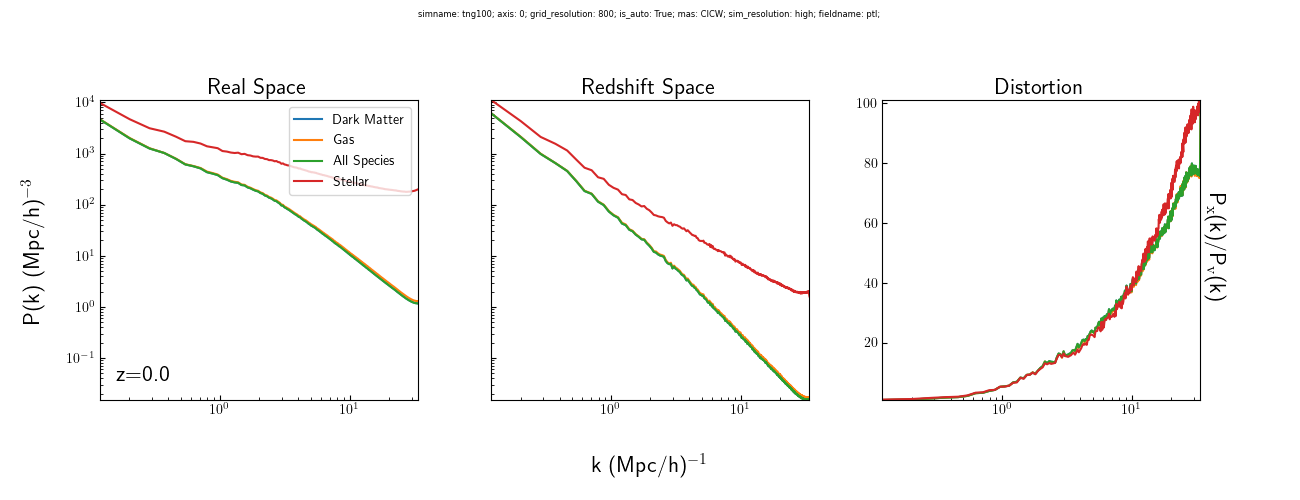 simname: tng100; axis: 0; grid_resolution: 800; is_auto: True; mas: CICW; sim_resolution: high; fieldname: ptl;
Real Space
Redshift Space
Distortion
Dark Matter
Gas
All Species
Stellar
z=0.0
10^4
10^3
10^2
10^1
10^0
10^{-1}
10^0
10^1
10^0
10^1
100
80
60
40
20
10^0
10^1
P(k) (Mpc/h)^{-3}
P_x(k)/P_v(k)
k (Mpc/h)^{-1}